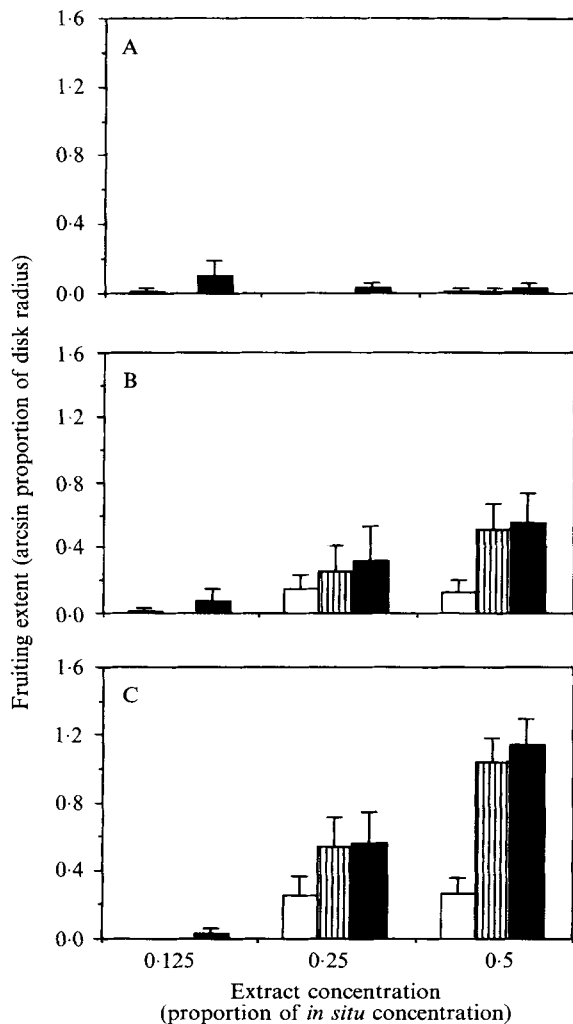 1·6
A
1·2
0·8
0·4
0·0
1·6
B
1·2
0·8
0·4
0·0
1·6
C
1·2
0·8
0·4
0·0
Fruiting extent (arcsin proportion of disk radius)
0·125 0·25 0·5
Extract concentration
(proportion of in situ concentration)